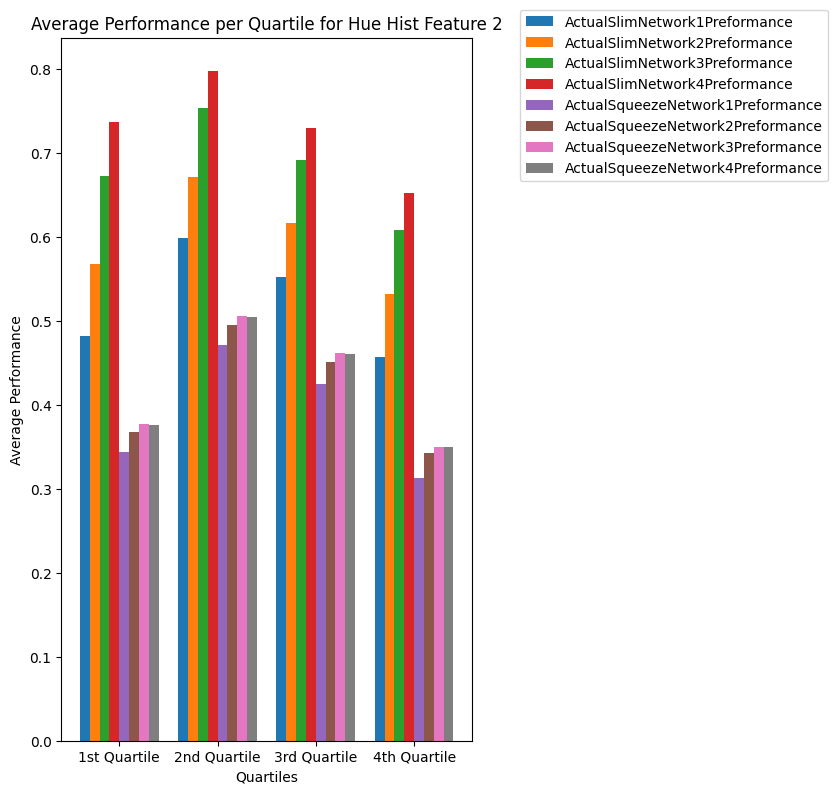 Average Performance per Quartile for Hue Hist Feature 2
ActualSlimNetwork1Preformance
ActualSlimNetwork2Preformance
ActualSlimNetwork3Preformance
ActualSlimNetwork4Preformance
ActualSqueezeNetwork1Preformance
ActualSqueezeNetwork2Preformance
ActualSqueezeNetwork3Preformance
ActualSqueezeNetwork4Preformance
Average Performance
0.8
0.7
0.6
0.5
0.4
0.3
0.2
0.1
0.0
1st Quartile
2nd Quartile
3rd Quartile
4th Quartile
Quartiles